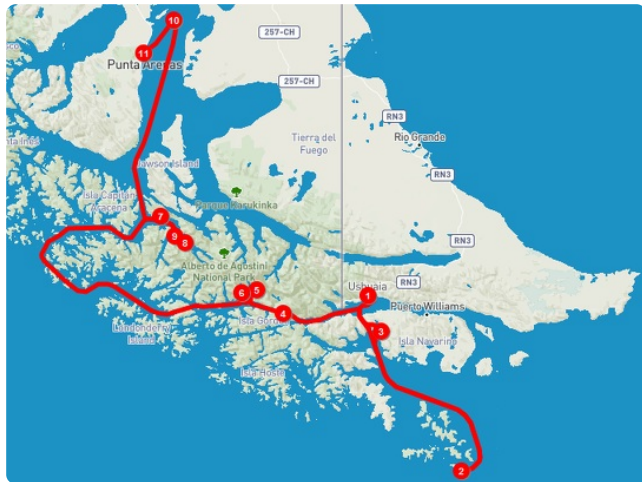 10
257-CH
11
Punta Arenas
257-CH
RN3
Tierra del
Fuego
Rio Grande
Dawson Island
RN3
Isla Capitán
Aracena
Parque Karukinka
7
9
8
Alberto de Agostini
National Park
RN3
Ushuaia
6
5
1
Puerto Williams
4
Isla Gordon
Londonderry
Island
3
Isla Navarino
Isla Hoste
2